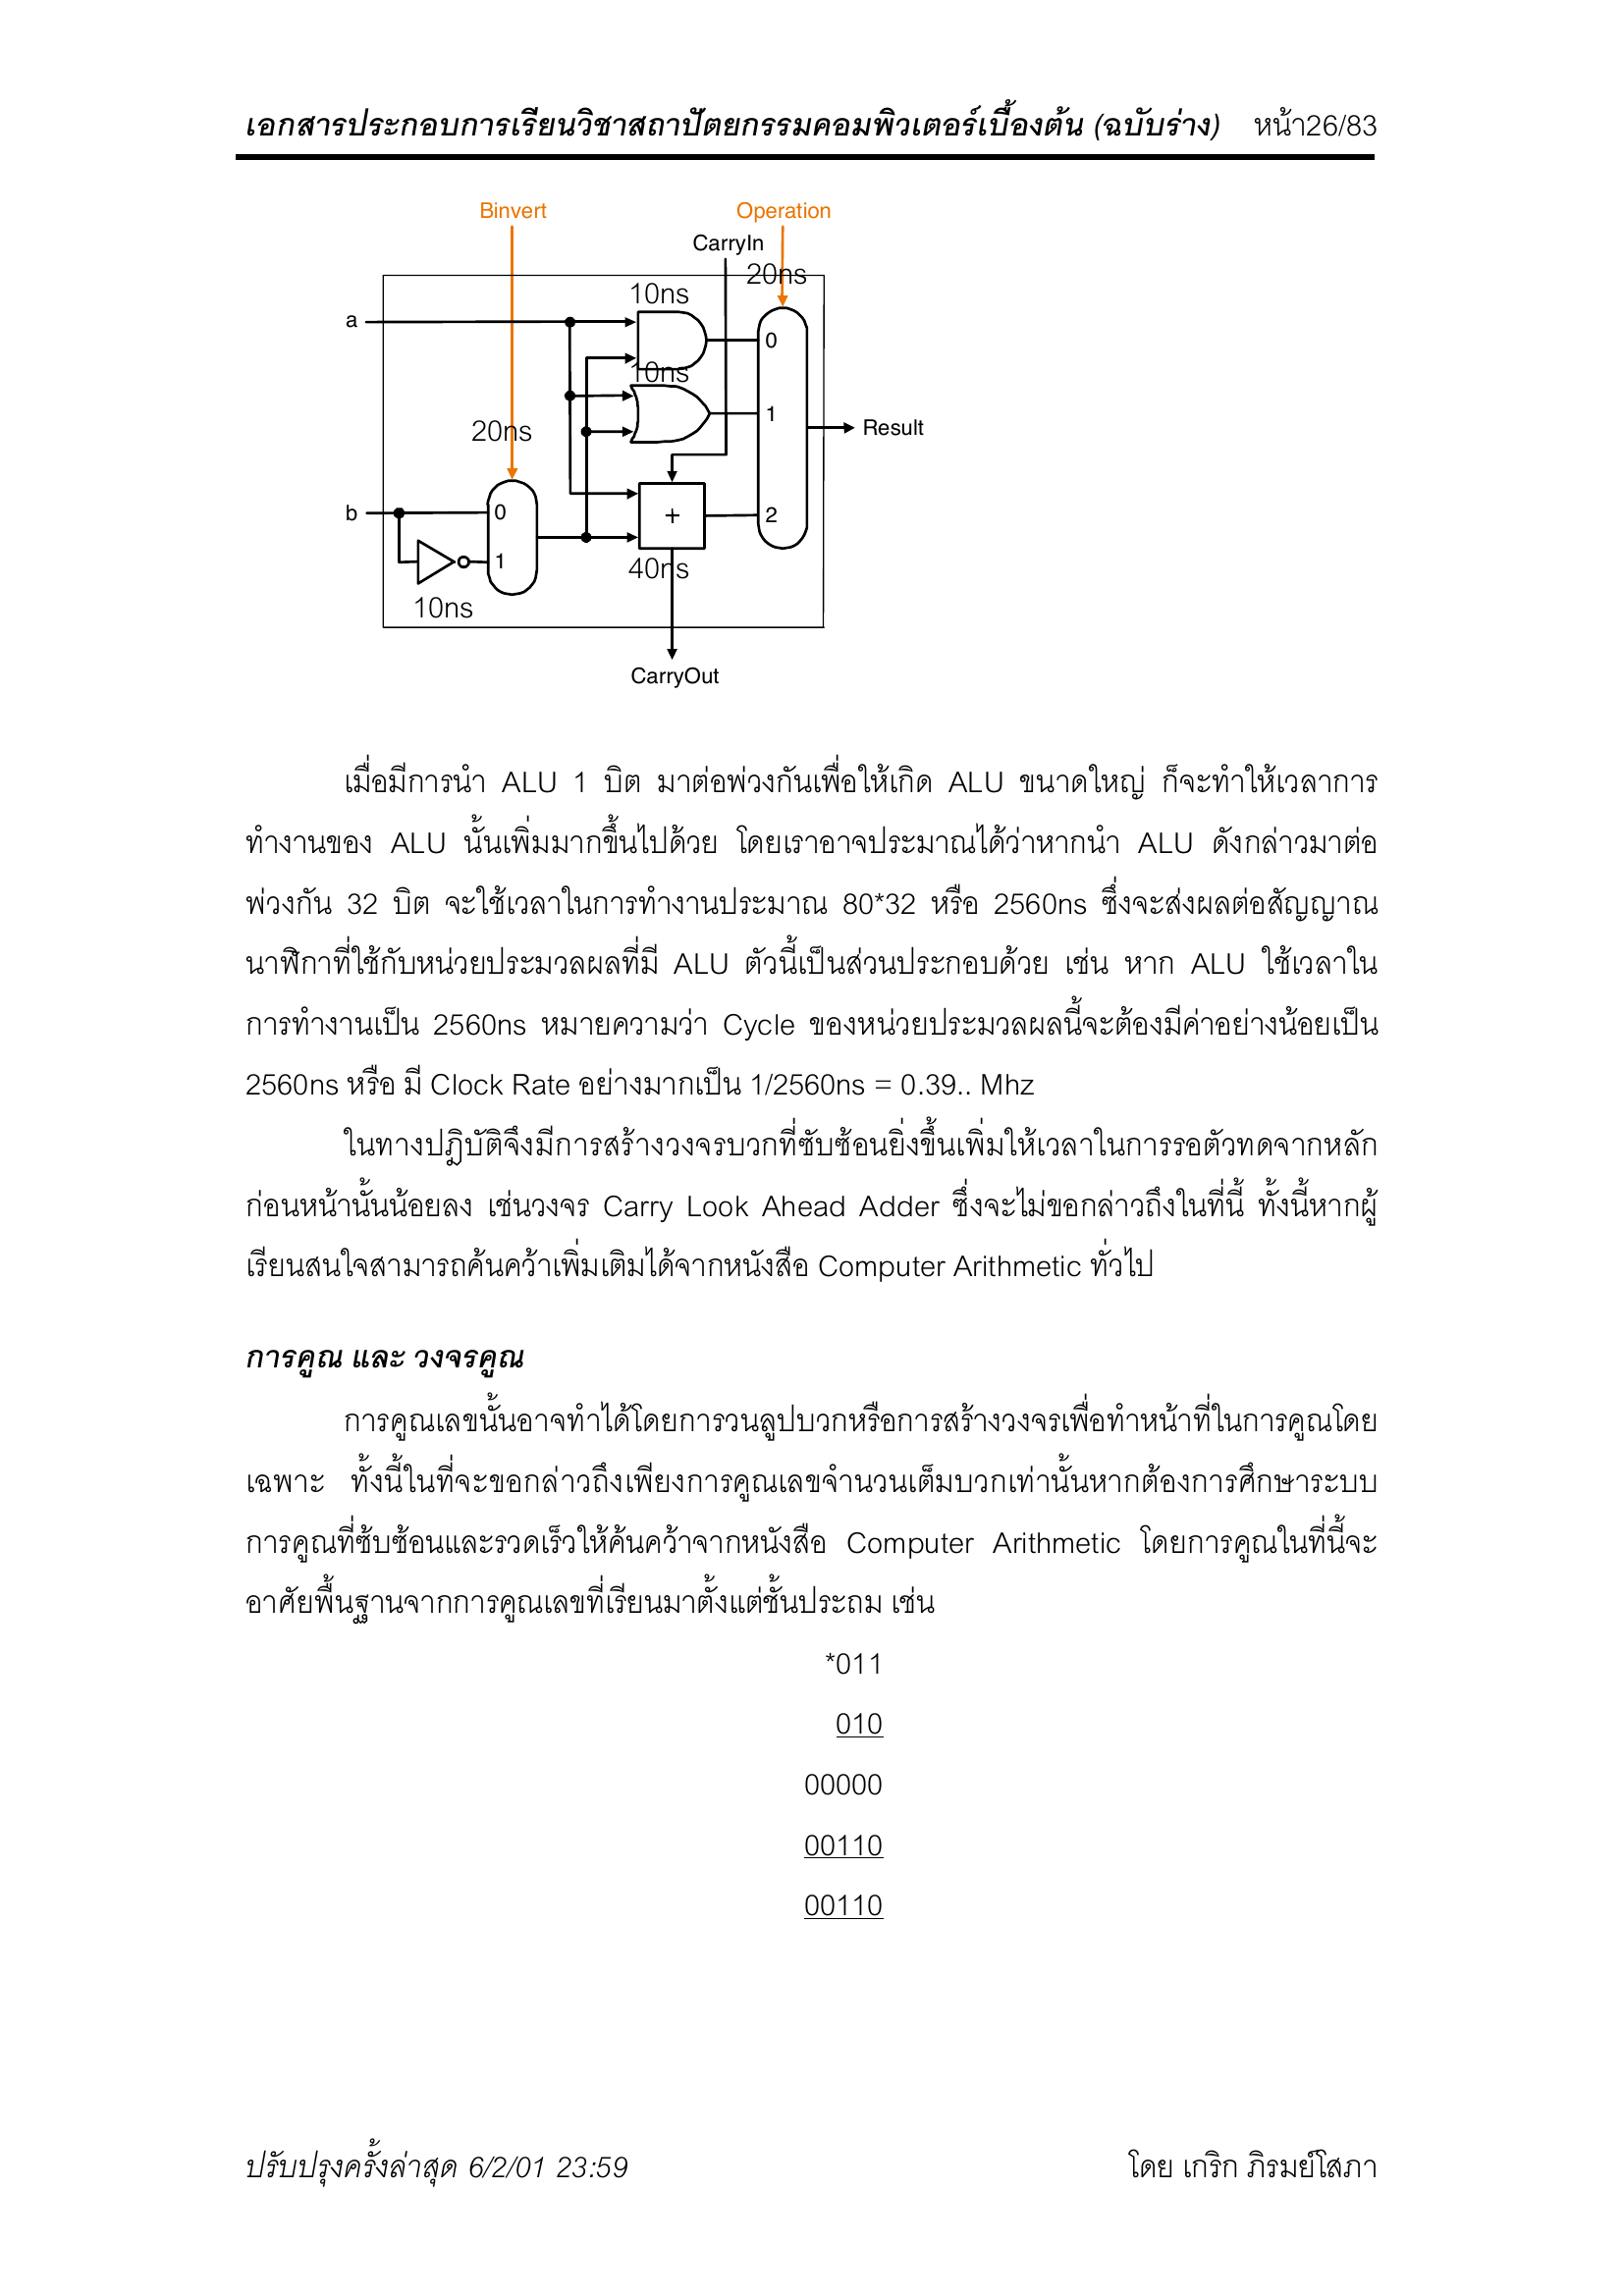 เอกสารประกอบการเรียนวิชาสถาปัตยกรรมคอมพิวเตอร์เบื้องต้น (ฉบับร่าง) หน้า26/83
Binvert
Operation
CarryIn
20ns
10ns
a
0
10ns
1
Result
20ns
b
0
+
2
1
40ns
10ns
CarryOut
เมื่อมีการนำ ALU 1 บิต มาต่อพ่วงกันเพื่อให้เกิด ALU ขนาดใหญ่ ก็จะทำให้เวลาการ
ทำงานของ ALU นั้นเพิ่มมากขึ้นไปด้วย โดยเราอาจประมาณได้ว่าหากนำ ALU ดังกล่าวมาต่อ
พ่วงกัน 32 บิต จะใช้เวลาในการทำงานประมาณ 80*32 หรือ 2560ns ซึ่งจะส่งผลต่อสัญญาณ
นาฬิกาที่ใช้กับหน่วยประมวลผลที่มี ALU ตัวนี้เป็นส่วนประกอบด้วย เช่น หาก ALU ใช้เวลาใน
การทำงานเป็น 2560ns หมายความว่า Cycle ของหน่วยประมวลผลนี้จะต้องมีค่าอย่างน้อยเป็น
2560ns หรือ มี Clock Rate อย่างมากเป็น 1/2560ns = 0.39.. Mhz
ในทางปฎิบัติจึงมีการสร้างวงจรบวกที่ซับซ้อนยิ่งขึ้นเพิ่มให้เวลาในการรอตัวทดจากหลัก
ก่อนหน้านั้นน้อยลง เช่นวงจร Carry Look Ahead Adder ซึ่งจะไม่ขอกล่าวถึงในที่นี้ ทั้งนี้หากผู้
เรียนสนใจสามารถค้นคว้าเพิ่มเติมได้จากหนังสือ Computer Arithmetic ทั่วไป
การคูณ และ วงจรคูณ
การคูณเลขนั้นอาจทำได้โดยการวนลูปบวกหรือการสร้างวงจรเพื่อทำหน้าที่ในการคูณโดย
เฉพาะ ทั้งนี้ในที่จะขอกล่าวถึงเพียงการคูณเลขจำนวนเต็มบวกเท่านั้นหากต้องการศึกษาระบบ
การคูณที่ซับซ้อนและรวดเร็วให้ค้นคว้าจากหนังสือ Computer Arithmetic โดยการคูณในที่นี้จะ
อาศัยพื้นฐานจากการคูณเลขที่เรียนมาตั้งแต่ชั้นประถม เช่น
*011
010
00000
00110
00110
ปรับปรุงครั้งล่าสุด 6/2/01 23:59 โดย เกริก ภิรมย์โสภา